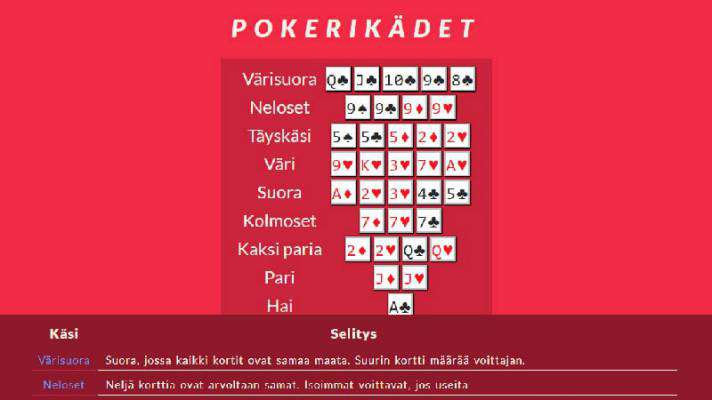 POKERIKÄDET
Värisuora Q♣ J♣ 10♣ 9♣ 8♣
Neloset 9♠ 9♣ 9♦ 9♥
Täyskäsi 5♠ 5♣ 5♦ 2♦ 2♥
Väri 9♥ K♥ 3♥ 7♥ A♥
Suora A♦ 2♥ 3♥ 4♣ 5♣
Kolmoset 7♦ 7♥ 7♣
Kaksi paria 2♦ 2♥ Q♣ Q♥
Pari J♦ J♥
Hai A♣
Käsi Selitys
Värisuora Suora, jossa kaikki kortit ovat samaa maata. Suurin kortti määrää voittajan.
Neloset Neljä korttia ovat arvoltaan samat. Isoimmat voittavat, jos useita